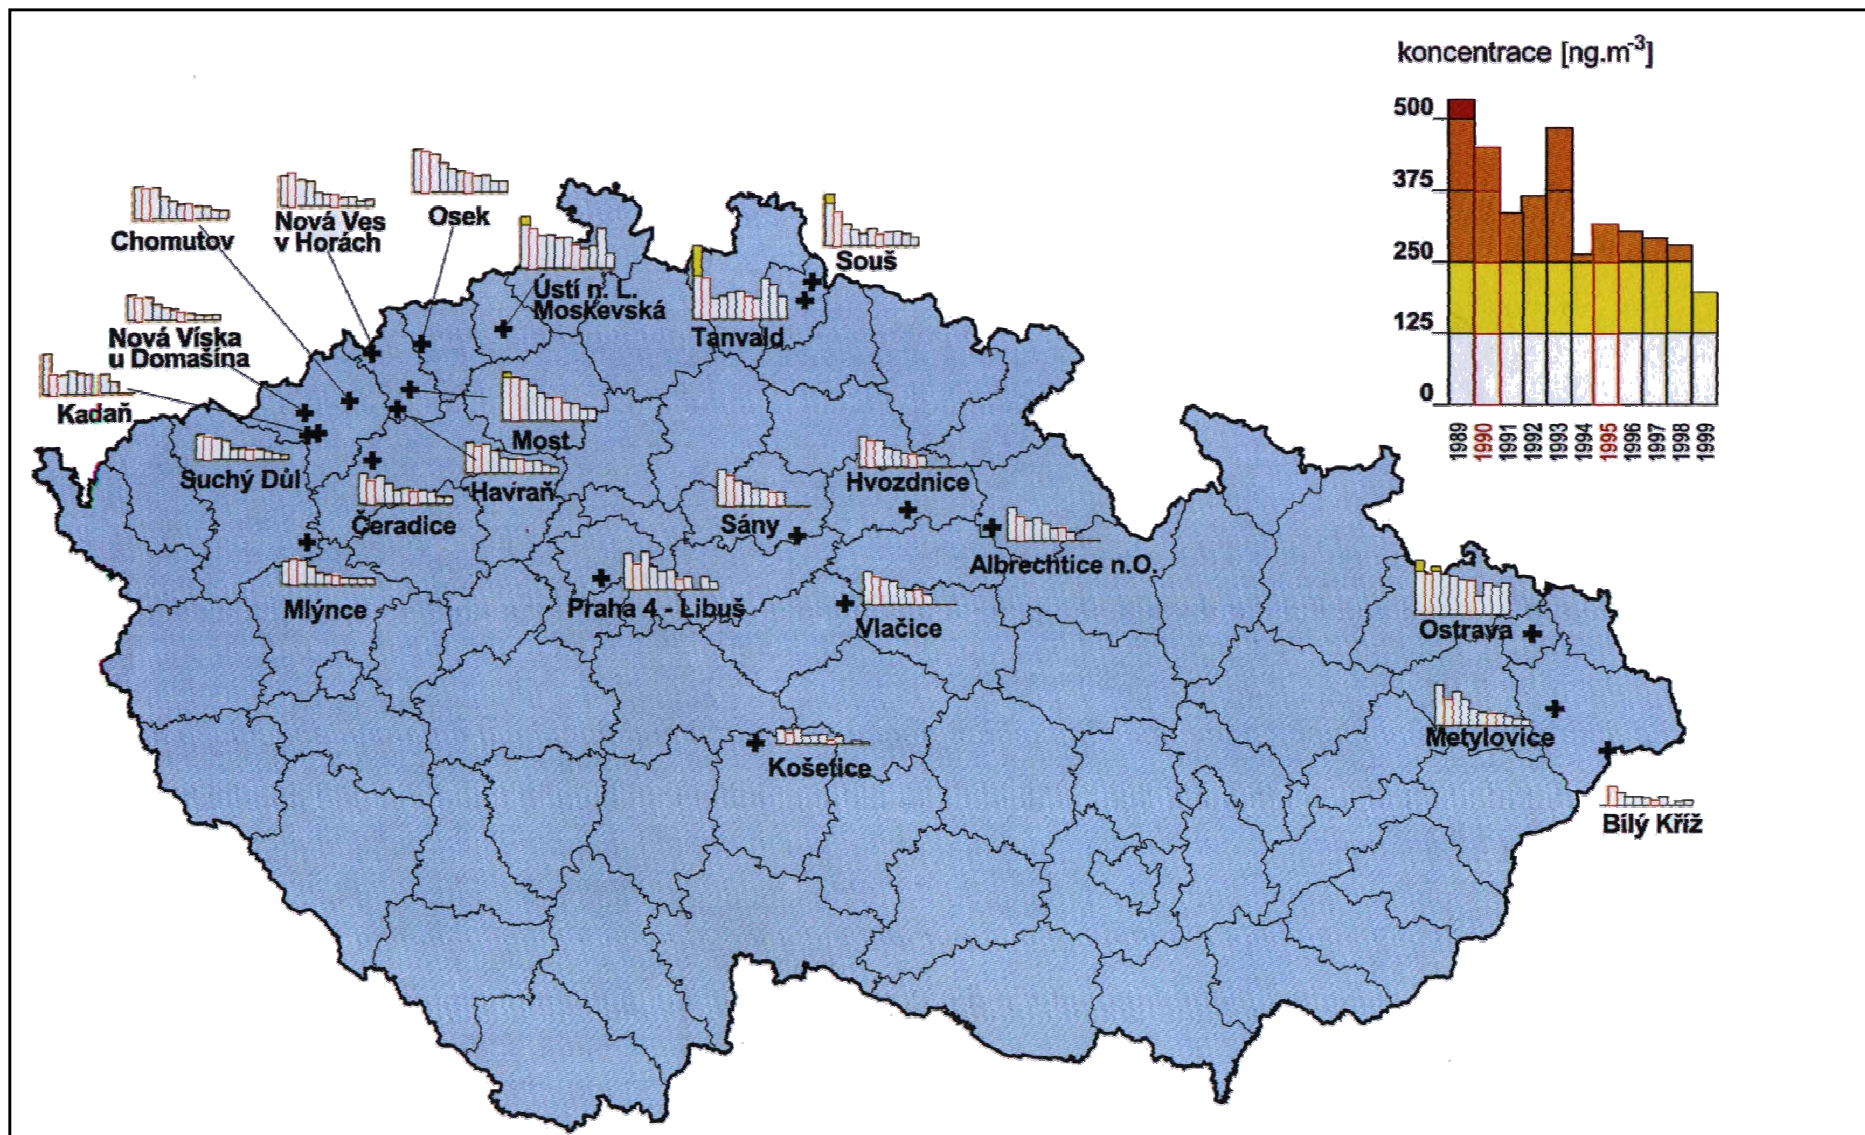 koncentrace [ng.m-3]
500
375
250
125
0
1989
1990
1991
1992
1993
1994
1995
1996
1997
1998
1999
Osek
Nová Ves
v Horách
Chomutov
Souš
Ústí n. L.
Moskevská
Tanvald
Nová Víska
u Domašína
Kadaň
Most
Suchý Důl
Havraň
Hvozdnice
Čeradice
Sány
Albrechtice n.O.
Mlýnce
Praha 4 - Libuš
Vlačice
Ostrava
Metylovice
Košetice
Bílý Kříž